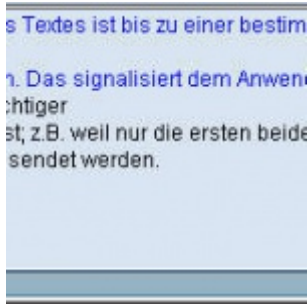 s Textes ist bis zu einer bestim
n. Das signalisiert dem Anwen
chtiger
st; z.B. weil nur die ersten beide
sendet werden.